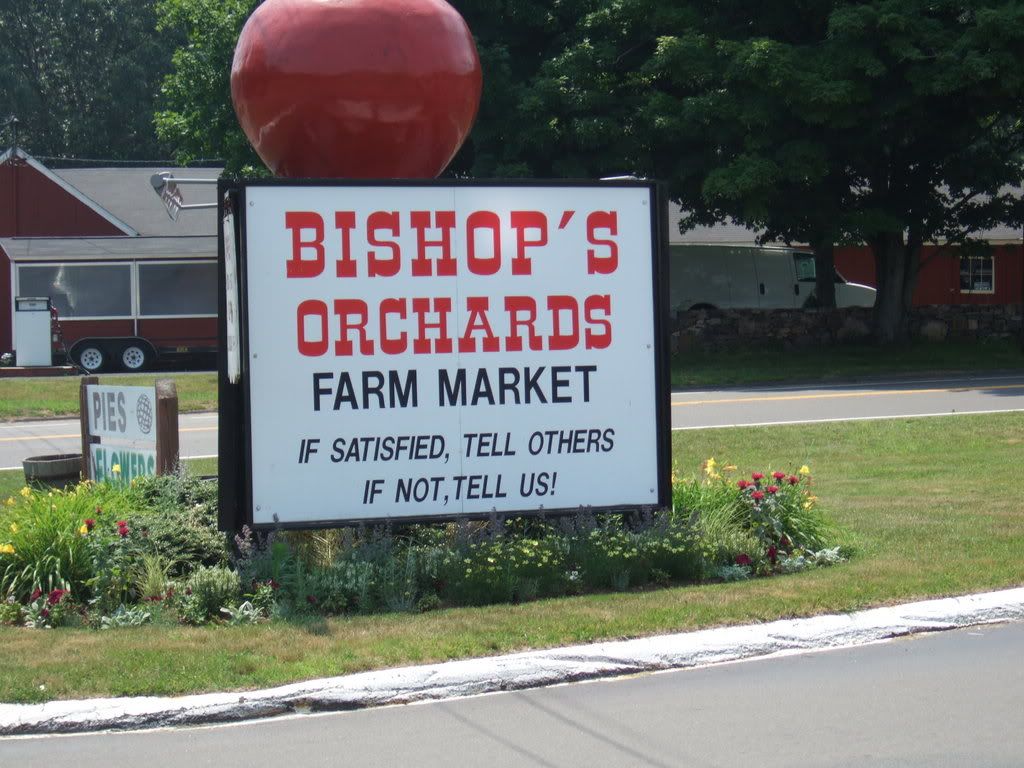 BISHOP'S
ORCHARDS
FARM MARKET
IF SATISFIED, TELL OTHERS
IF NOT, TELL US!
PIES
FLOWERS